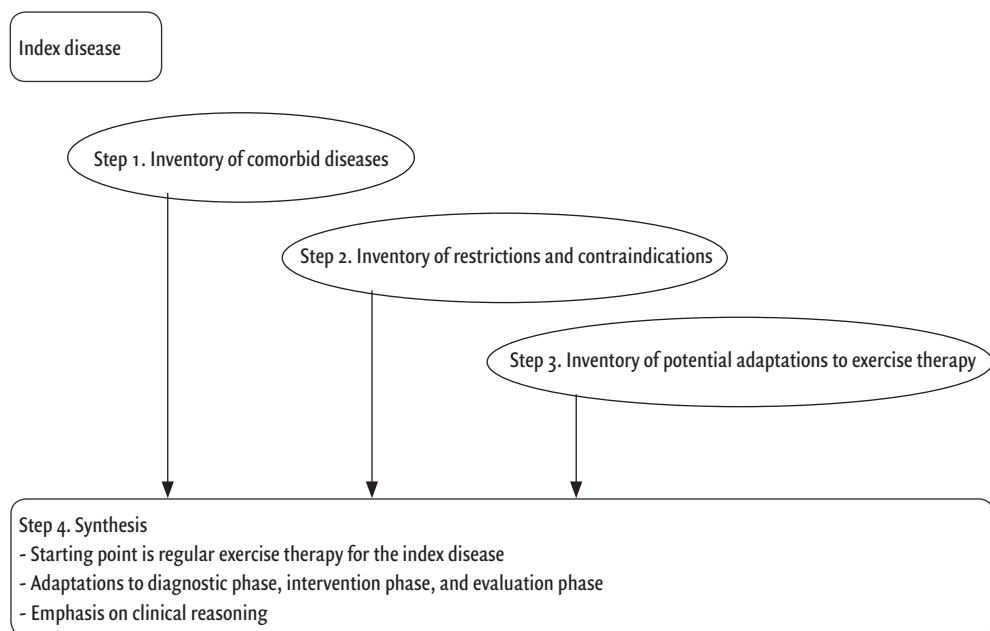 Index disease
Step 1. Inventory of comorbid diseases
Step 2. Inventory of restrictions and contraindications
Step 3. Inventory of potential adaptations to exercise therapy
Step 4. Synthesis
- Starting point is regular exercise therapy for the index disease
- Adaptations to diagnostic phase, intervention phase, and evaluation phase
- Emphasis on clinical reasoning